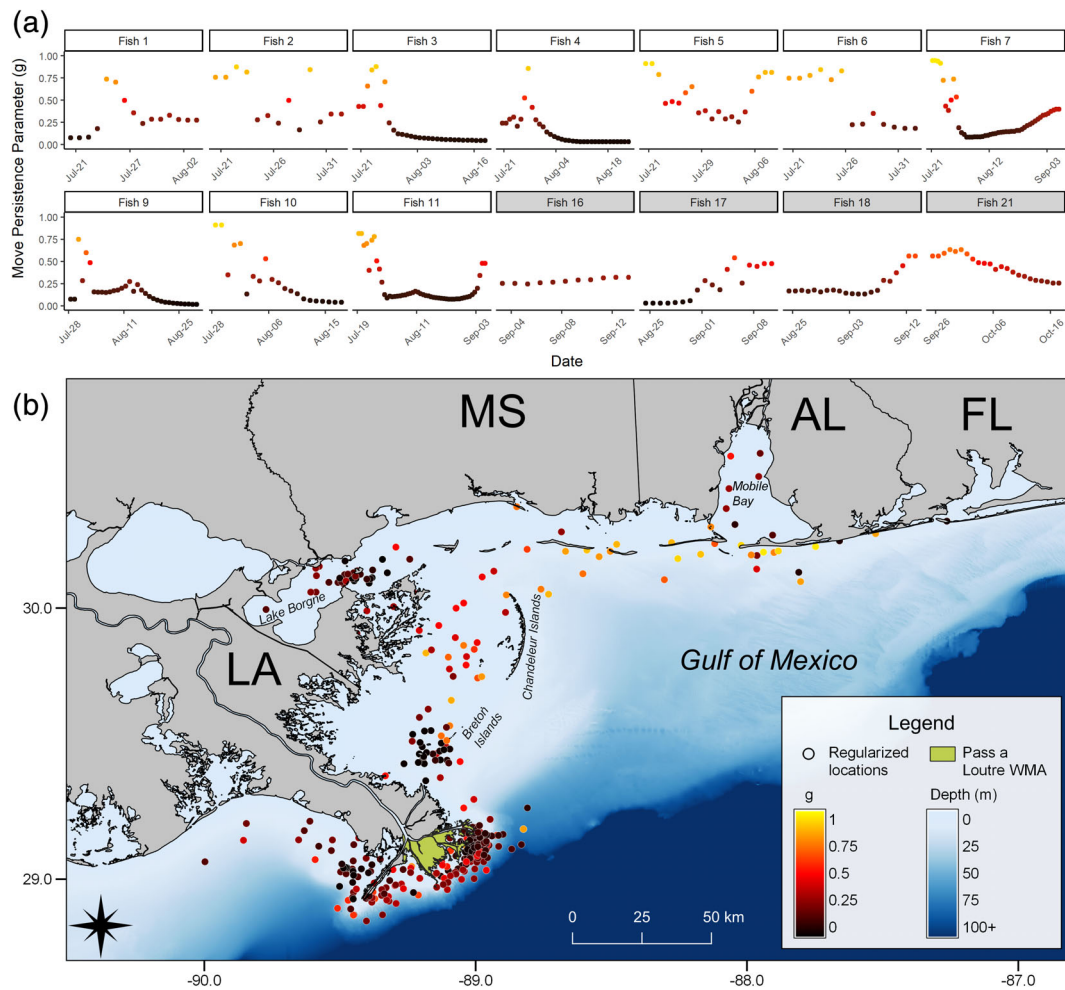 (a)
Fish 1 Fish 2 Fish 3 Fish 4 Fish 5 Fish 6 Fish 7
Move Persistence Parameter (g)
1.00
0.75
0.50
0.25
0.00
Jul-21 Jul-27 Aug-02 Jul-21 Jul-26 Jul-31 Jul-21 Aug-03 Aug-16 Jul-21 Aug-04 Aug-18 Jul-21 Jul-29 Aug-06 Jul-21 Jul-26 Jul-31 Jul-21 Aug-12 Sep-03
Fish 9 Fish 10 Fish 11 Fish 16 Fish 17 Fish 18 Fish 21
1.00
0.75
0.50
0.25
0
Jul-28 Aug-11 Aug-25 Jul-28 Aug-06 Aug-15 Jul-19 Aug-11 Sep-03 Sep-04 Sep-08 Sep-12 Aug-25 Sep-01 Sep-08 Aug-25 Sep-03 Sep-12 Sep-26 Oct-06 Oct-16
Date
(b)
MS
AL
FL
Mobile
Bay
30.0
Lake Borgne
Chandeleur Islands
LA
Gulf of Mexico
Breton
Islands
29.0
Legend
Regularized
locations
Pass a
Loutre WMA
g
1
0.75
0.5
0.25
0
Depth (m)
0
25
50
75
100+
0 25 50 km
-90.0 -89.0 -88.0 -87.0